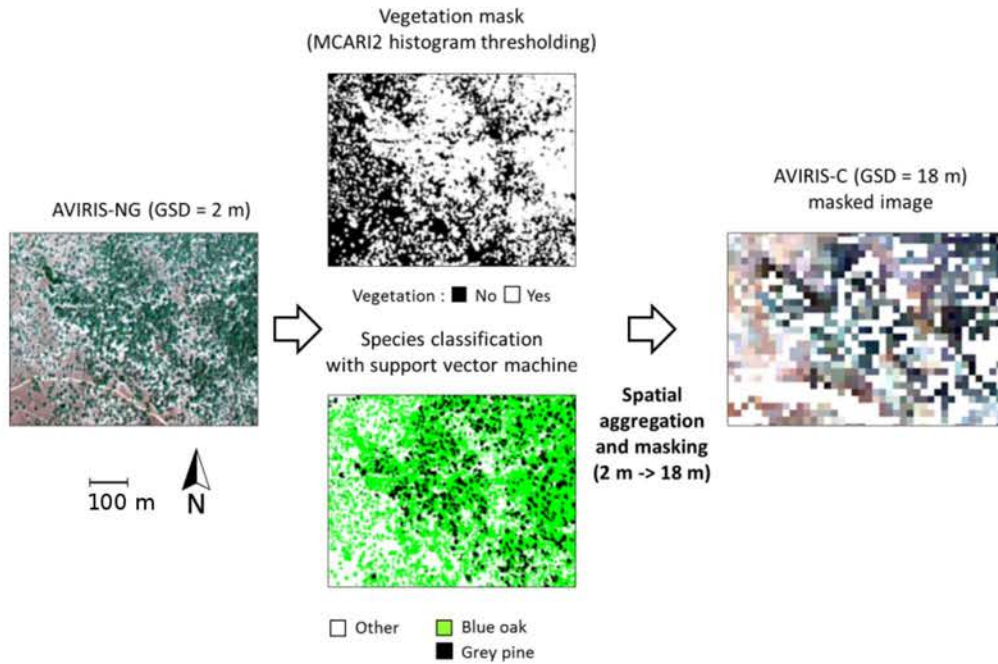 Vegetation mask
(MCARI2 histogram thresholding)
AVIRIS-NG (GSD = 2 m)
AVIRIS-C (GSD = 18 m)
masked image
Vegetation : No Yes
Species classification
with support vector machine
Spatial
aggregation
and masking
(2 m -> 18 m)
100 m
N
Other
Blue oak
Grey pine